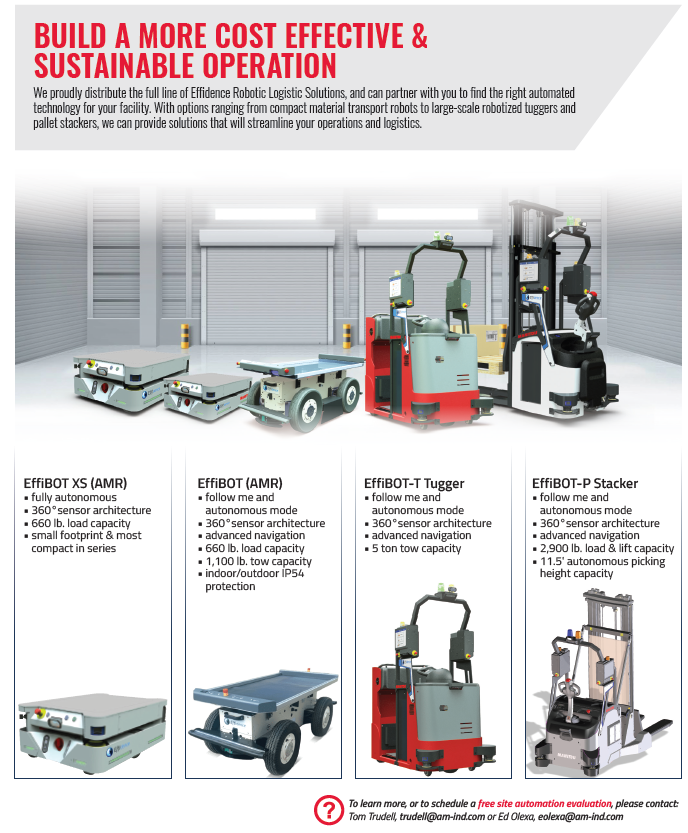 BUILD A MORE COST EFFECTIVE &
SUSTAINABLE OPERATION
We proudly distribute the full line of Effidence Robotic Logistic Solutions, and can partner with you to find the right automated
technology for your facility. With options ranging from compact material transport robots to large-scale robotized tuggers and
pallet stackers, we can provide solutions that will streamline your operations and logistics.
EffiBOT XS (AMR)
▪ fully autonomous
▪ 360°sensor architecture
▪ 660 lb. load capacity
▪ small footprint & most
compact in series
EffiBOT (AMR)
▪ follow me and
autonomous mode
▪ 360°sensor architecture
▪ advanced navigation
▪ 660 lb. load capacity
▪ 1,100 lb. tow capacity
▪ indoor/outdoor IP54
protection
EffiBOT-T Tugger
▪ follow me and
autonomous mode
▪ 360°sensor architecture
▪ advanced navigation
▪ 5 ton tow capacity
EffiBOT-P Stacker
▪ follow me and
autonomous mode
▪ 360°sensor architecture
▪ advanced navigation
▪ 2,900 lb. load & lift capacity
▪ 11.5' autonomous picking
height capacity
?
To learn more, or to schedule a free site automation evaluation, please contact:
Tom Trudell, trudell@am-ind.com or Ed Olexa, eolexa@am-ind.com